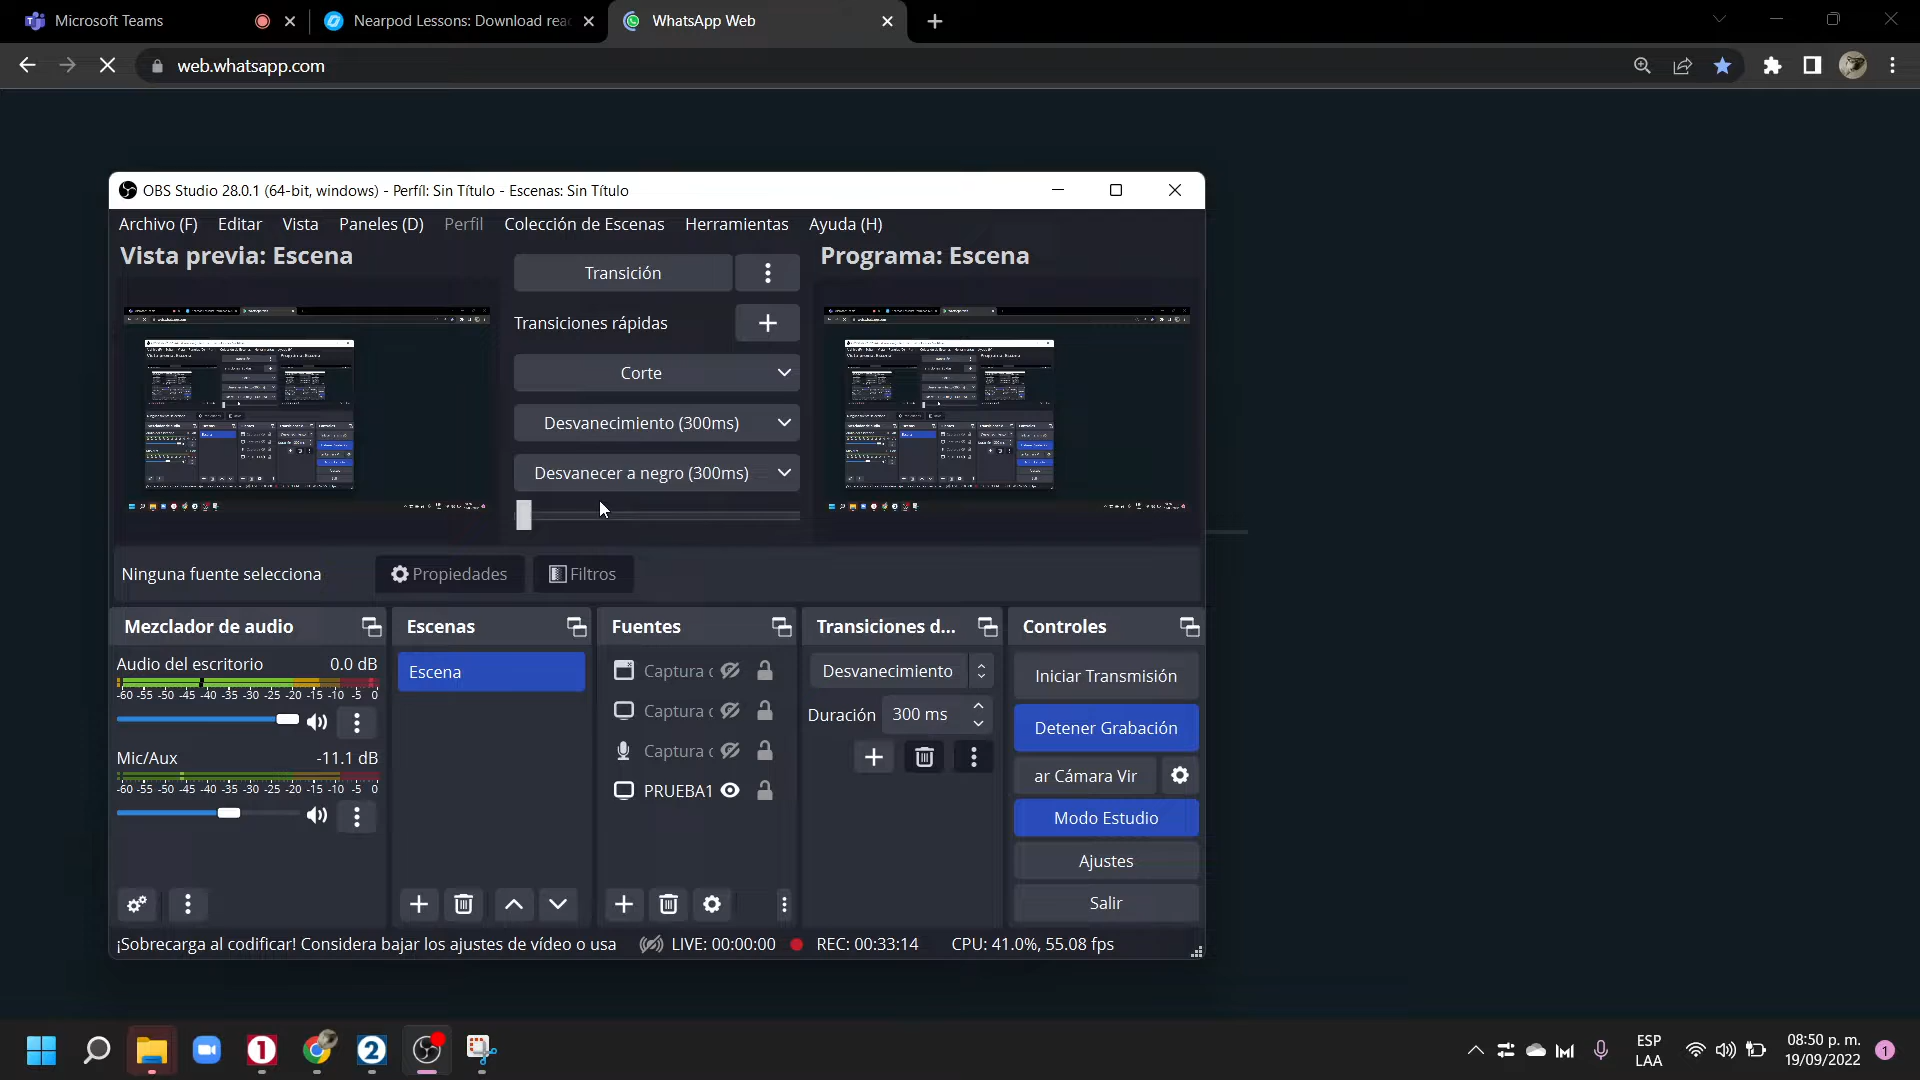 Microsoft Teams
Nearpod Lessons: Download rea
WhatsApp Web
web.whatsapp.com
OBS Studio 28.0.1 (64-bit, windows) - Perfil: Sin Título - Escenas: Sin Título
Archivo (F) Editar Vista Paneles (D) Perfil Colección de Escenas Herramientas Ayuda (H)
Vista previa: Escena
Transición
Programa: Escena
Transiciones rápidas
Corte
Desvanecimiento (300ms)
Desvanecer a negro (300ms)
Ninguna fuente selecciona
Propiedades
Filtros
Mezclador de audio
Audio del escritorio 0.0 dB
-60 -55 -50 -45 -40 -35 -30 -25 -20 -15 -10 -5 0
Mic/Aux -11.1 dB
-60 -55 -50 -45 -40 -35 -30 -25 -20 -15 -10 -5 0
Escenas
Escena
Fuentes
Captura c
Captura c
Captura c
PRUEBA1
Transiciones d...
Desvanecimiento
Duración 300 ms
Controles
Iniciar Transmisión
Detener Grabación
ar Cámara Vir
Modo Estudio
Ajustes
Salir
¡Sobrecarga al codificar! Considera bajar los ajustes de vídeo o usa
LIVE: 00:00:00
REC: 00:33:14
CPU: 41.0%, 55.08 fps
1
2
ESP
LAA
08:50 p. m.
19/09/2022
1